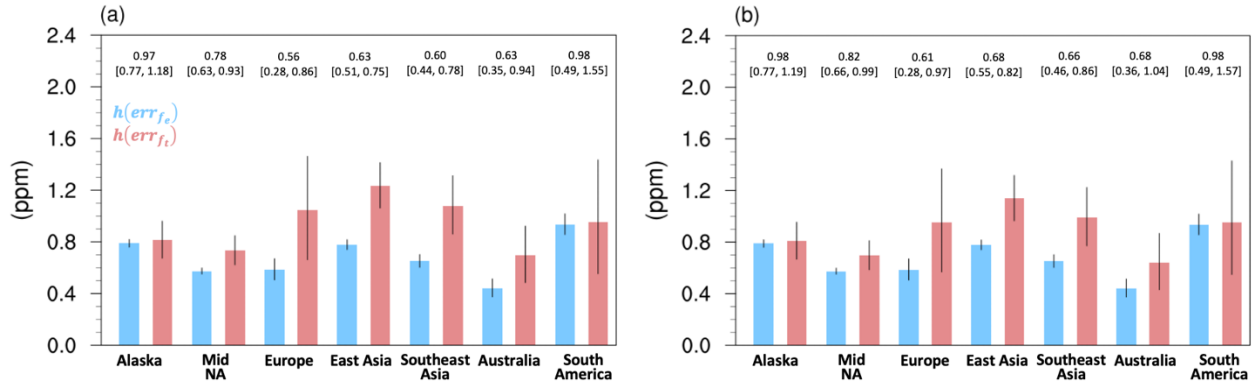 (a)
2.4
2.0
1.6
1.2
0.8
0.4
0.0
(ppm)
0.97 0.78 0.56 0.63 0.60 0.63 0.98
[0.77, 1.18] [0.63, 0.93] [0.28, 0.86] [0.51, 0.75] [0.44, 0.78] [0.35, 0.94] [0.49, 1.55]
h(err_{f_e})
h(err_{f_t})
Alaska Mid Europe East Asia Southeast Australia South
NA Asia America
(b)
2.4
2.0
1.6
1.2
0.8
0.4
0.0
(ppm)
0.98 0.82 0.61 0.68 0.66 0.68 0.98
[0.77, 1.19] [0.66, 0.99] [0.28, 0.97] [0.55, 0.82] [0.46, 0.86] [0.36, 1.04] [0.49, 1.57]
Alaska Mid Europe East Asia Southeast Australia South
NA Asia America